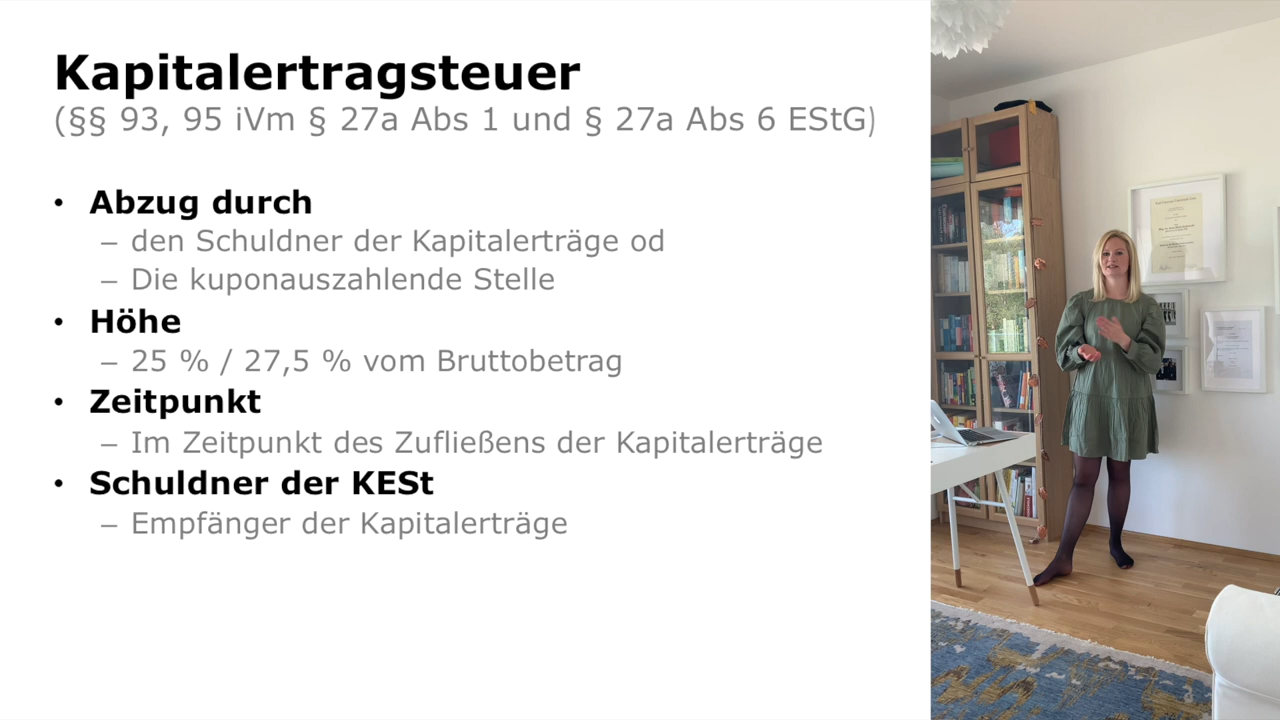 Kapitalertragsteuer
(§§ 93, 95 iVm § 27a Abs 1 und § 27a Abs 6 EStG)
• Abzug durch
– den Schuldner der Kapitalerträge od
– Die kuponauszahlende Stelle
• Höhe
– 25 % / 27,5 % vom Bruttobetrag
• Zeitpunkt
– Im Zeitpunkt des Zufließens der Kapitalerträge
• Schuldner der KESt
– Empfänger der Kapitalerträge